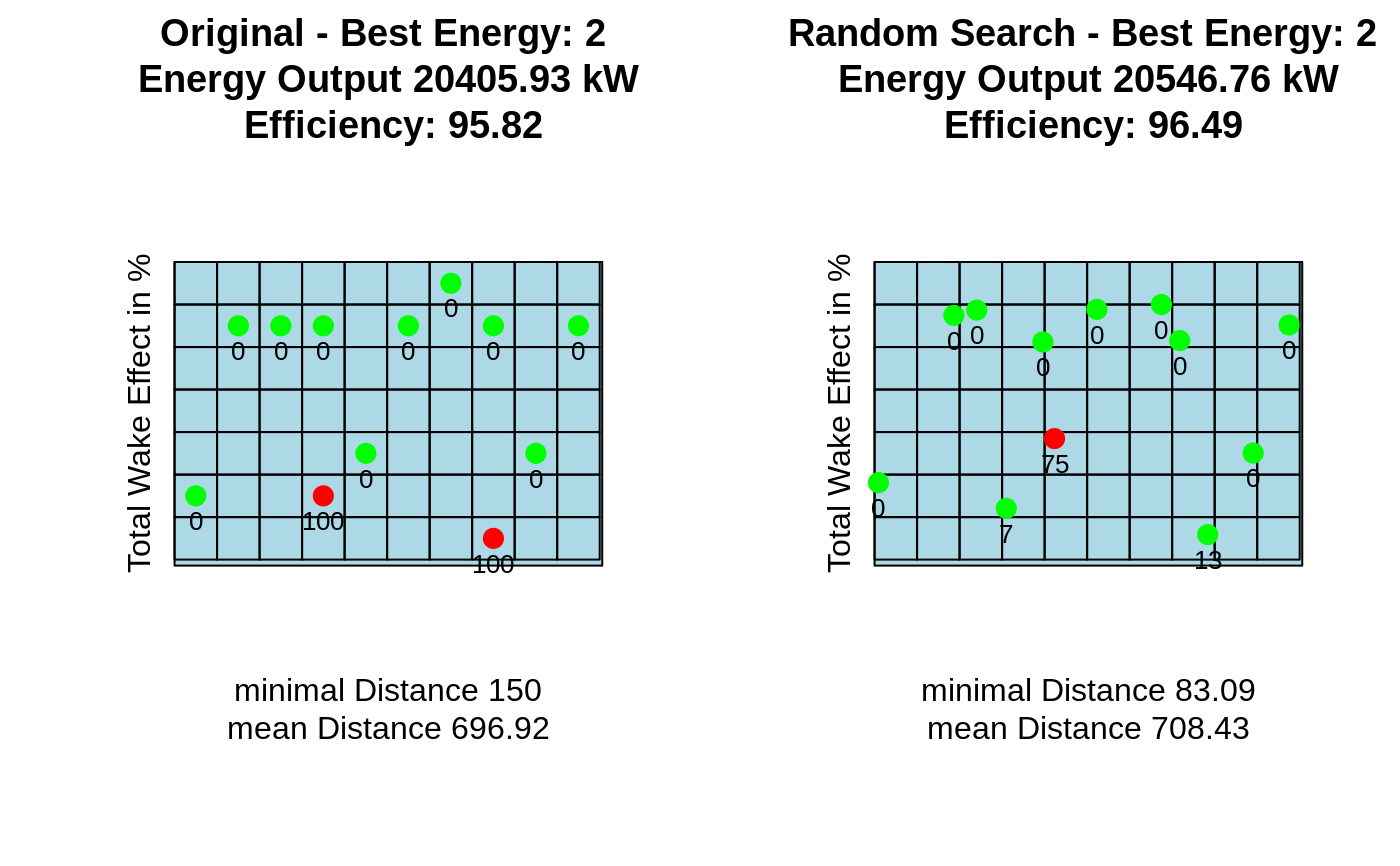 Original - Best Energy: 2
Energy Output 20405.93 kW
Efficiency: 95.82
Total Wake Effect in %
0
0
0
0
0
0
0
0
0
0
100
100
minimal Distance 150
mean Distance 696.92
Random Search - Best Energy: 2
Energy Output 20546.76 kW
Efficiency: 96.49
Total Wake Effect in %
0
0
0
0
0
0
0
75
0
0
7
13
minimal Distance 83.09
mean Distance 708.43